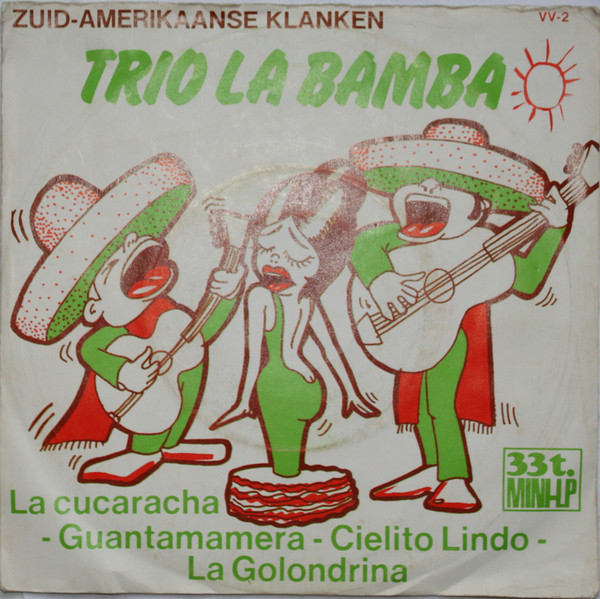 ZUID-AMERIKAANSE KLANKEN
VV-2
TRIO LA BAMBA
33t.
MINI-LP
La cucaracha
- Guantamamera - Cielito Lindo -
La Golondrina